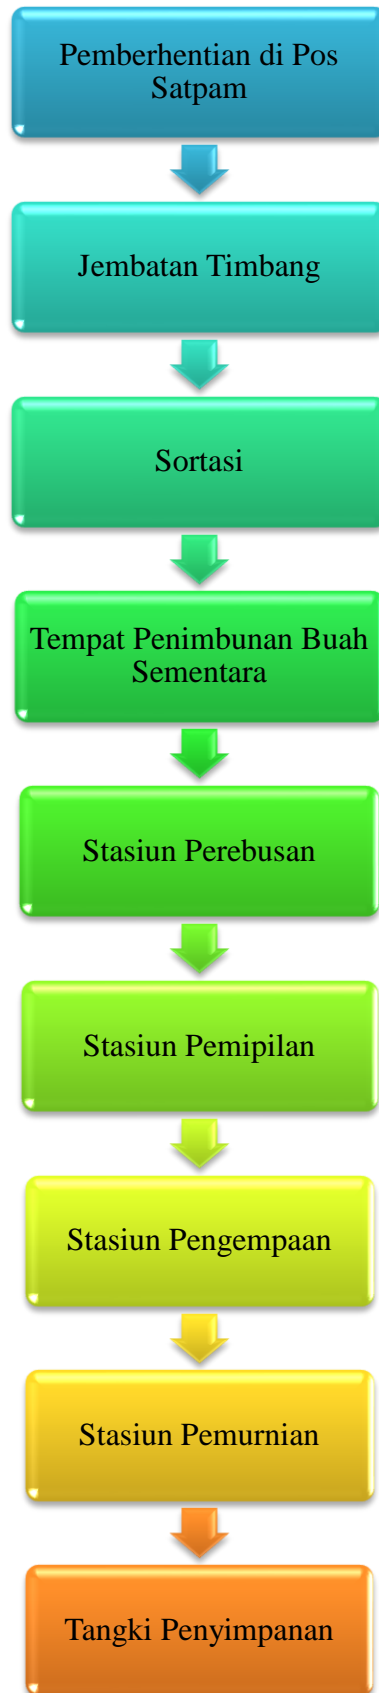 Pemberhentian di Pos
Satpam
Jembatan Timbang
Sortasi
Tempat Penimbunan Buah
Sementara
Stasiun Perebusan
Stasiun Pemipilan
Stasiun Pengempaan
Stasiun Pemurnian
Tangki Penyimpanan